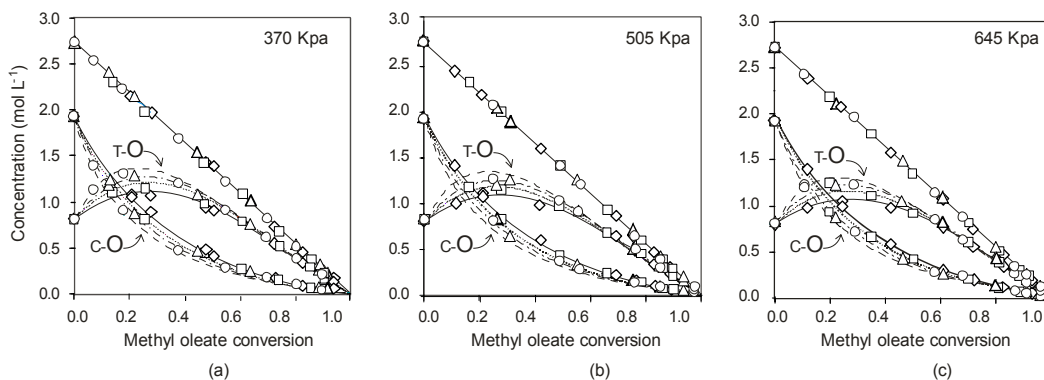 Concentration (mol L⁻¹)
3.0
2.5
2.0
1.5
1.0
0.5
0.0
370 Kpa
T-O
C-O
0.0 0.2 0.4 0.6 0.8 1.0
Methyl oleate conversion
(a)
3.0
2.5
2.0
1.5
1.0
0.5
0.0
505 Kpa
T-O
C-O
0.0 0.2 0.4 0.6 0.8 1.0
Methyl oleate conversion
(b)
3.0
2.5
2.0
1.5
1.0
0.5
0.0
645 Kpa
T-O
C-O
0.0 0.2 0.4 0.6 0.8 1.0
Methyl oleate conversion
(c)